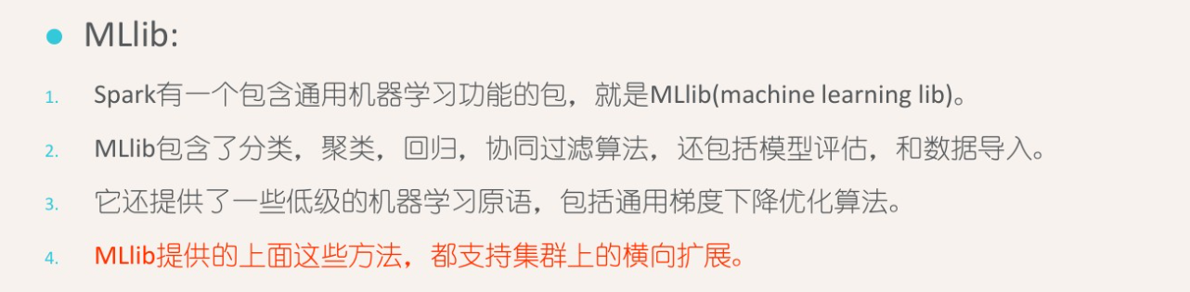 ● MLlib:
1. Spark有一个包含通用机器学习功能的包，就是MLlib(machine learning lib)。
2. MLlib包含了分类，聚类，回归，协同过滤算法，还包括模型评估，和数据导入。
3. 它还提供了一些低级的机器学习原语，包括通用梯度下降优化算法。
4. MLlib提供的上面这些方法，都支持集群上的横向扩展。